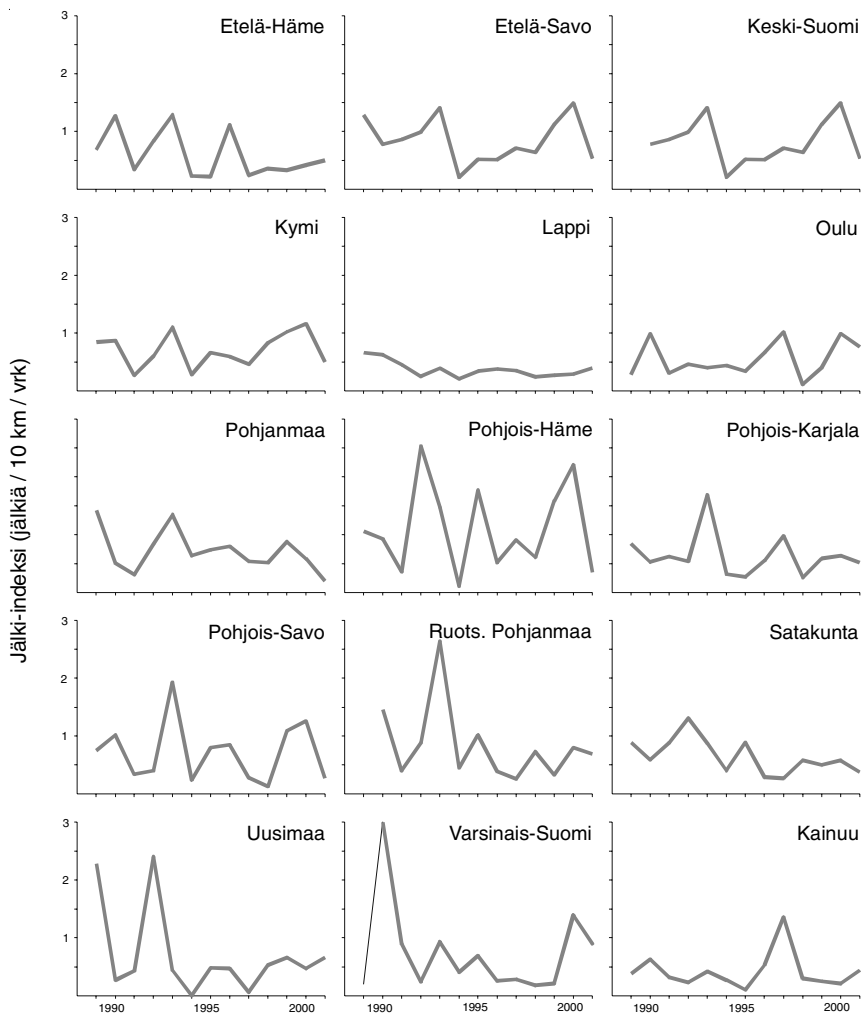 3 Etelä-Häme Etelä-Savo Keski-Suomi
2
1
3 Kymi Lappi Oulu
2
1
Jälki-indeksi (jälkiä / 10 km / vrk)
Pohjanmaa Pohjois-Häme Pohjois-Karjala
3 Pohjois-Savo Ruots. Pohjanmaa Satakunta
2
1
3 Uusimaa Varsinais-Suomi Kainuu
2
1
1990 1995 2000 1990 1995 2000 1990 1995 2000